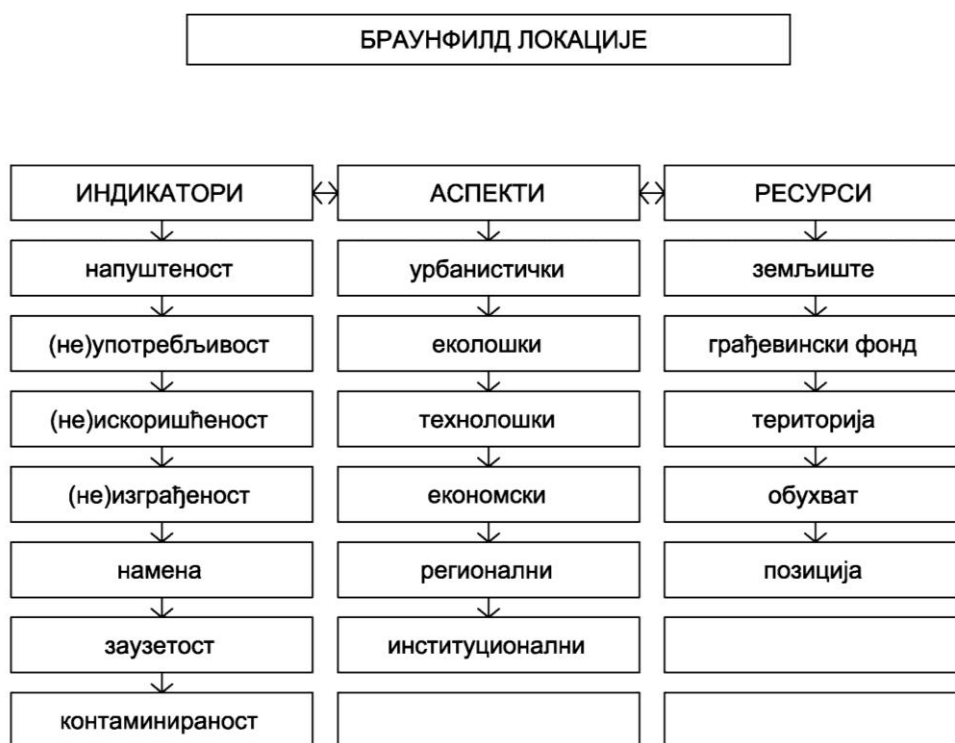 БРАУНФИЛД ЛОКАЦИЈЕ
ИНДИКАТОРИ
АСПЕКТИ
РЕСУРСИ
напуштеност
урбанистички
земљиште
(не)употребљивост
еколошки
грађевински фонд
(не)искоришћеност
технолошки
територија
(не)изграђеност
економски
обухват
намена
регионални
позиција
заузетост
институционални
контаминираност